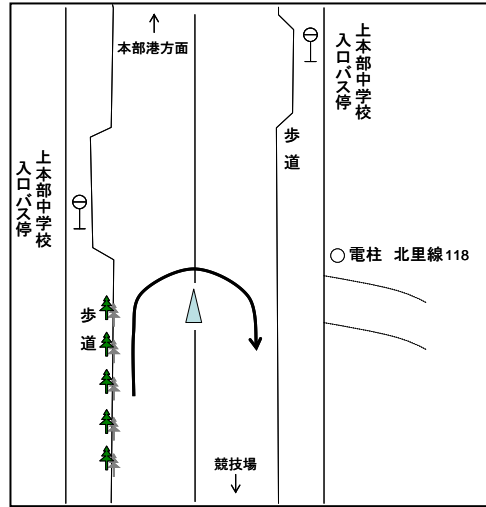 本部港方面
上本部中学校
入口バス停
歩道
上本部中学校
入口バス停
電柱 北里線118
歩道
競技場